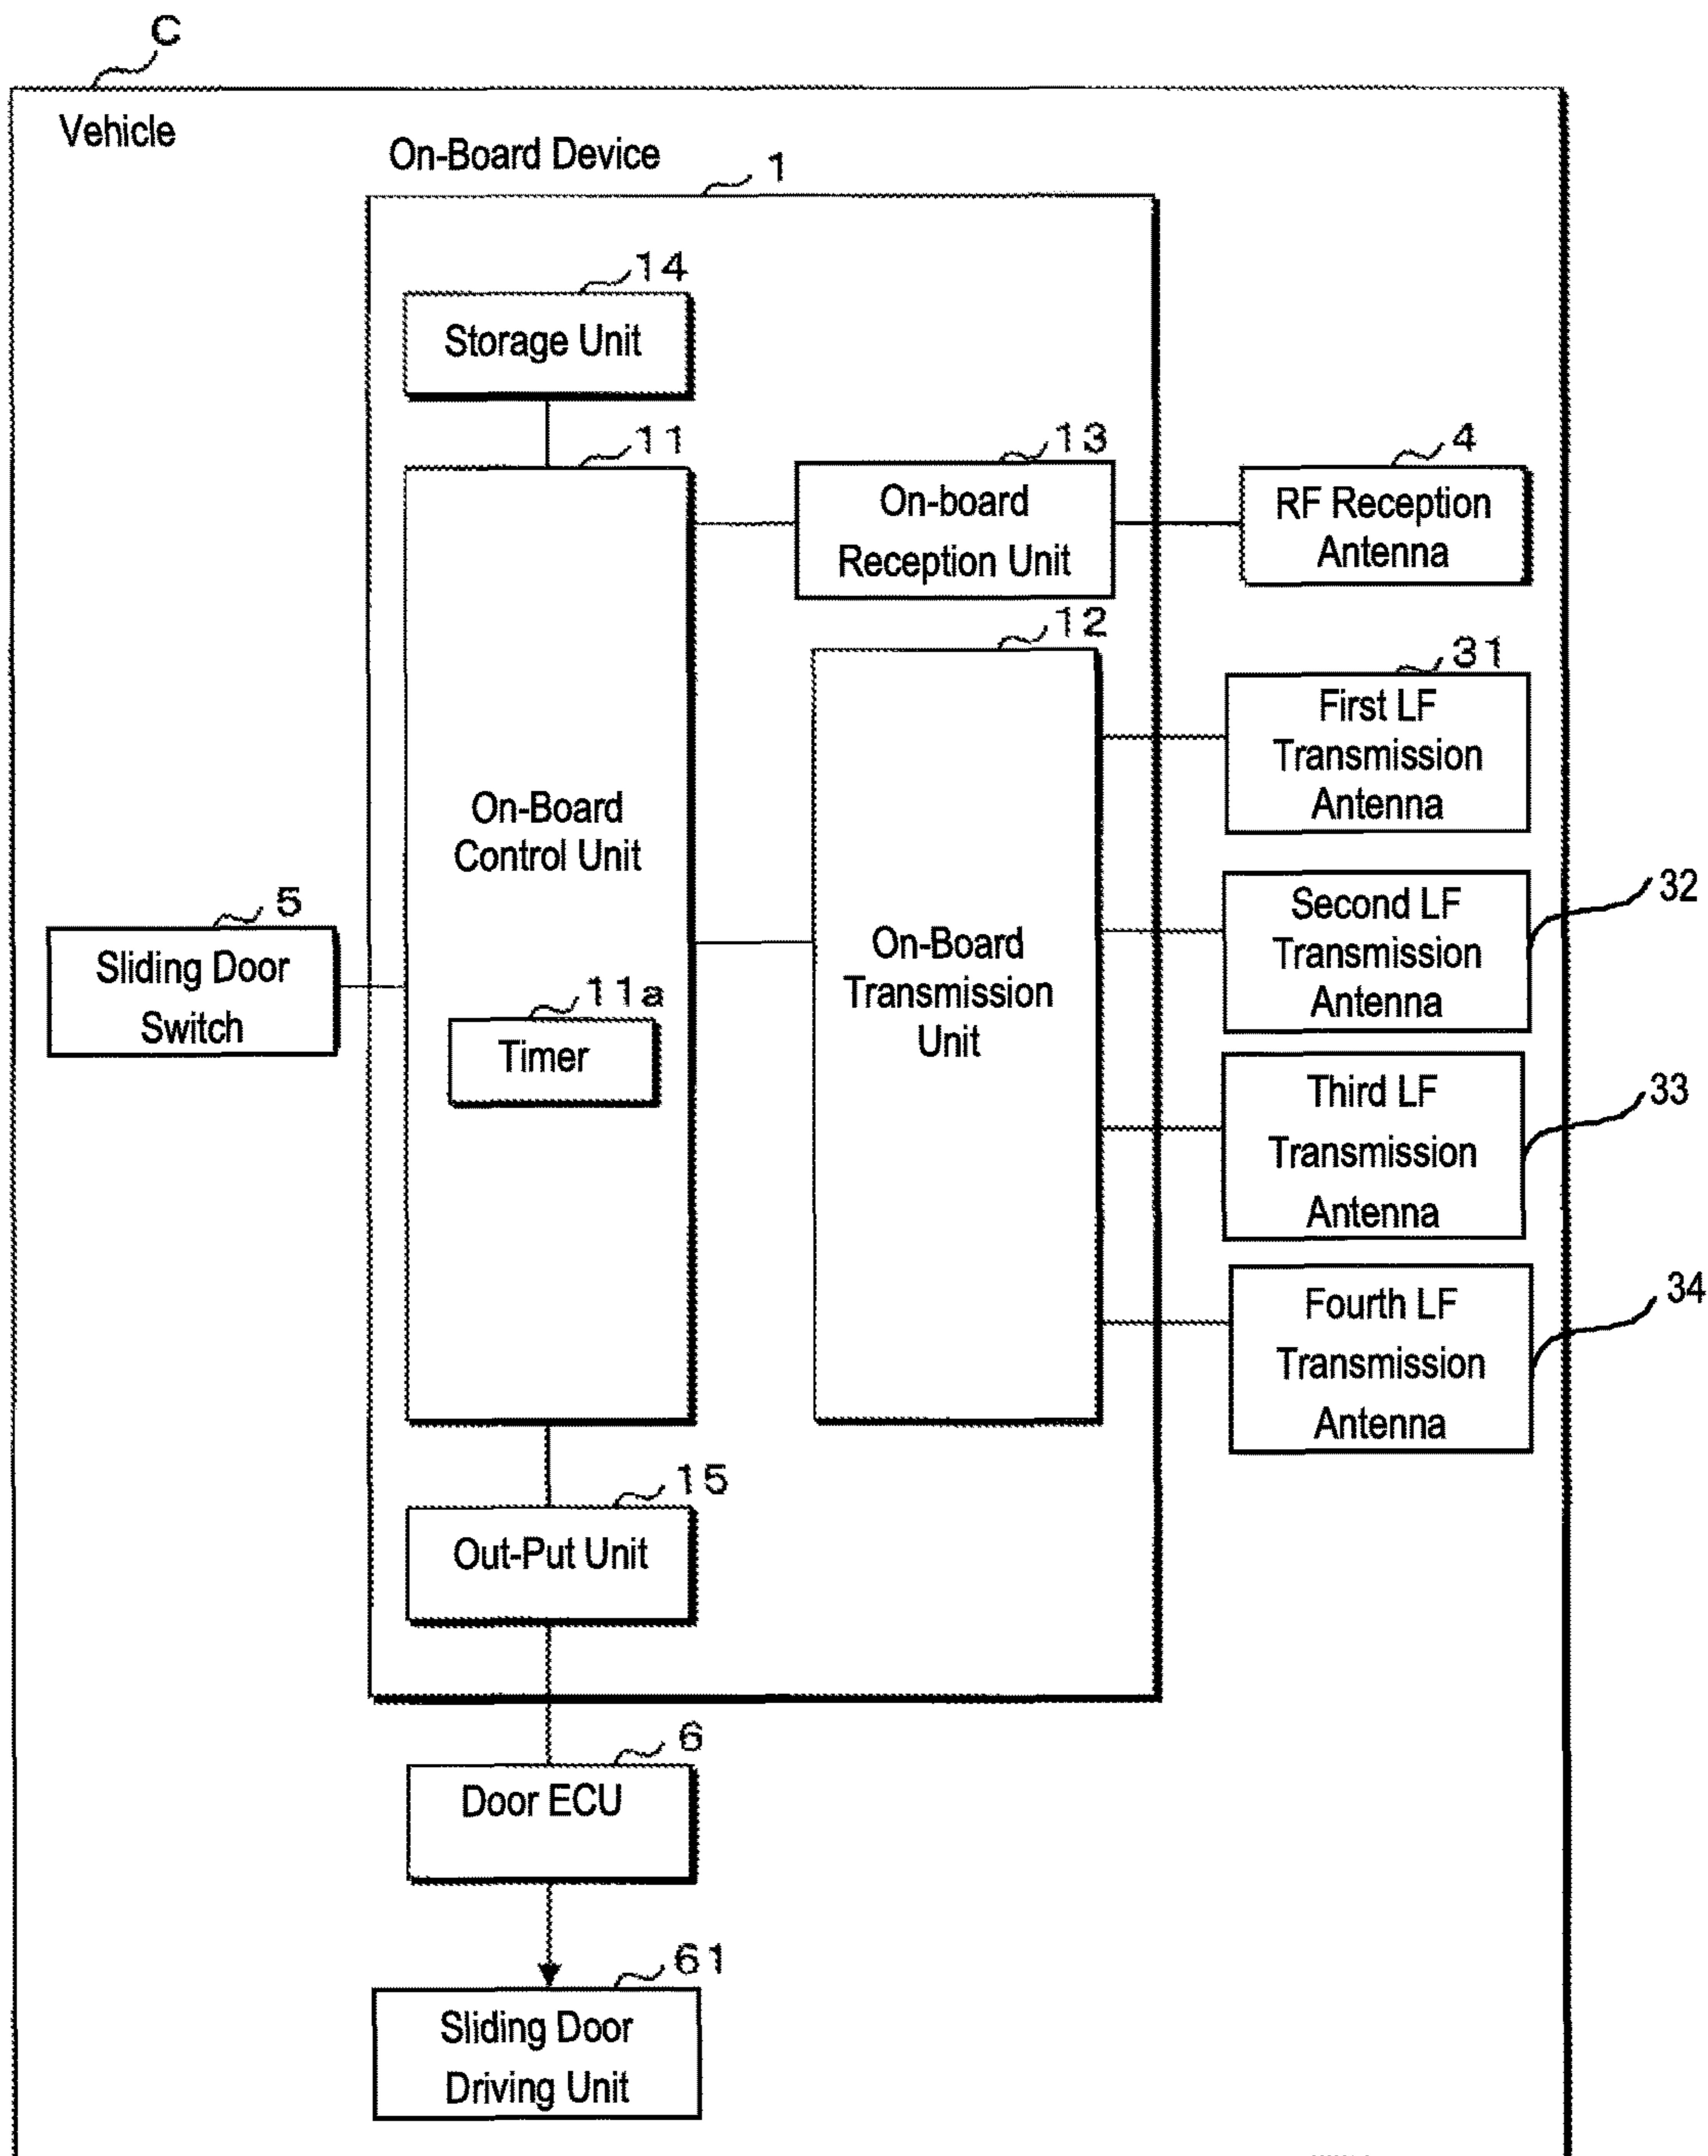 C
Vehicle
On-Board Device
1
14
Storage Unit
11
13
4
On-board
Reception Unit
RF Reception
Antenna
12
31
First LF
Transmission
Antenna
On-Board
Control Unit
5
Sliding Door
Switch
11a
Timer
On-Board
Transmission
Unit
32
Second LF
Transmission
Antenna
33
Third LF
Transmission
Antenna
34
Fourth LF
Transmission
Antenna
15
Out-Put Unit
6
Door ECU
61
Sliding Door
Driving Unit